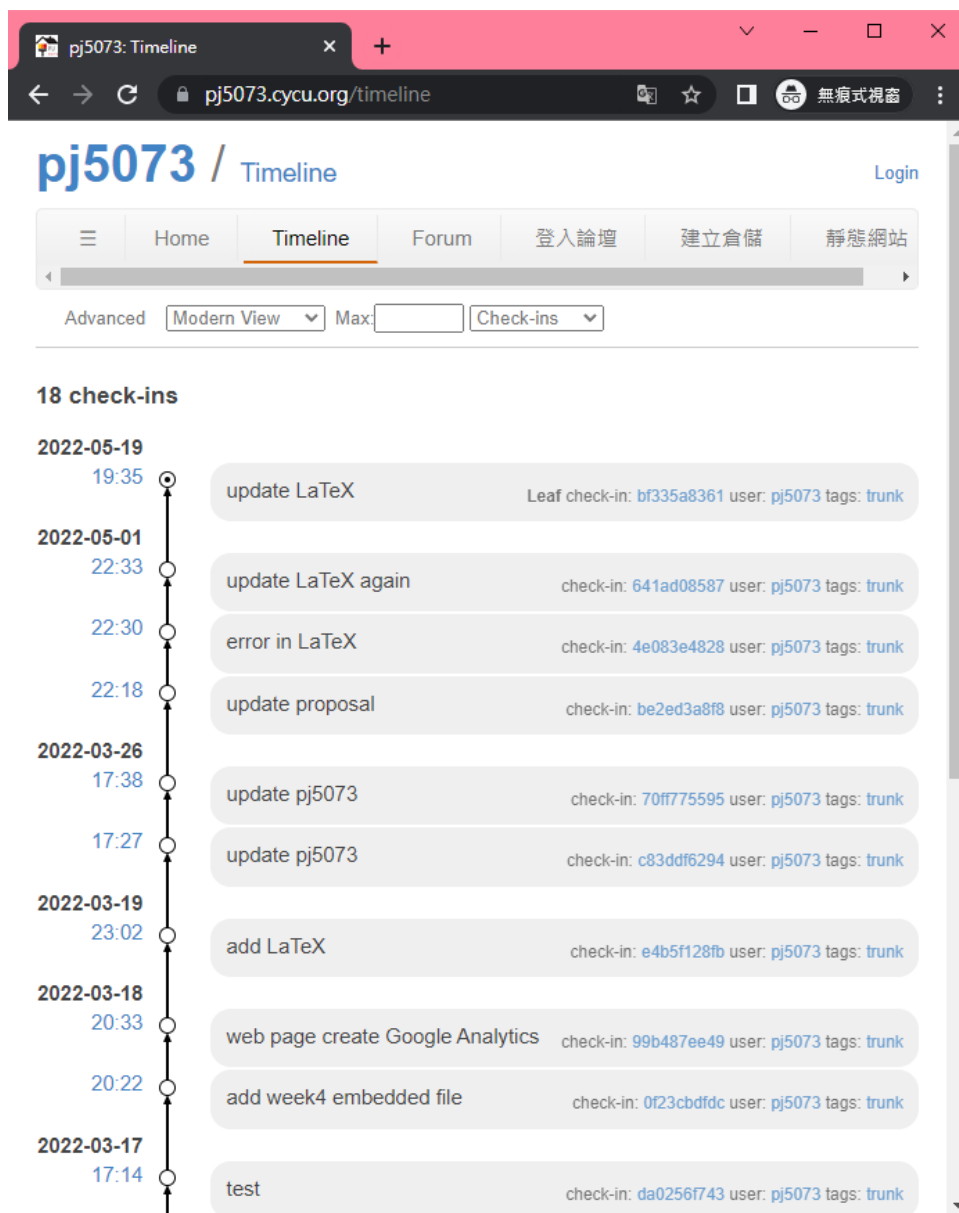 pj5073: Timeline
pj5073.cycu.org/timeline 無痕式視窗
pj5073 / Timeline Login
☰ Home Timeline Forum 登入論壇 建立倉儲 靜態網站
Advanced Modern View Max: Check-ins
18 check-ins
2022-05-19
19:35 update LaTeX Leaf check-in: bf335a8361 user: pj5073 tags: trunk
2022-05-01
22:33 update LaTeX again check-in: 641ad08587 user: pj5073 tags: trunk
22:30 error in LaTeX check-in: 4e083e4828 user: pj5073 tags: trunk
22:18 update proposal check-in: be2ed3a8f8 user: pj5073 tags: trunk
2022-03-26
17:38 update pj5073 check-in: 70ff775595 user: pj5073 tags: trunk
17:27 update pj5073 check-in: c83ddf6294 user: pj5073 tags: trunk
2022-03-19
23:02 add LaTeX check-in: e4b5f128fb user: pj5073 tags: trunk
2022-03-18
20:33 web page create Google Analytics check-in: 99b487ee49 user: pj5073 tags: trunk
20:22 add week4 embedded file check-in: 0f23cbdfdc user: pj5073 tags: trunk
2022-03-17
17:14 test check-in: da0256f743 user: pj5073 tags: trunk